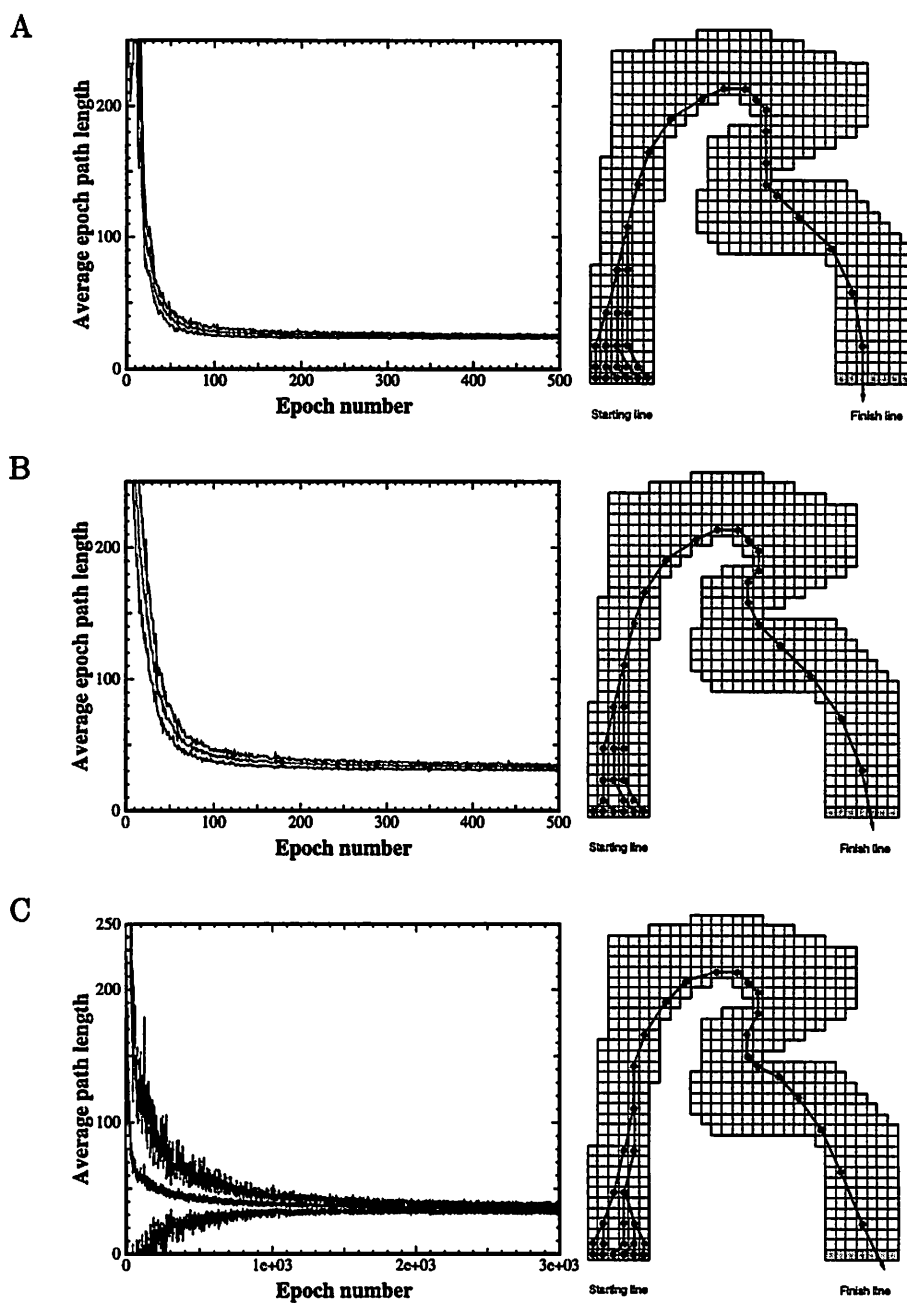 A
Average epoch path length
200
100
0
0 100 200 300 400 500
Epoch number
Starting line
Finish line
B
Average epoch path length
200
100
0
0 100 200 300 400 500
Epoch number
Starting line
Finish line
C
Average path length
250
200
100
0
0 1e+03 2e+03 3e+03
Epoch number
Starting line
Finish line